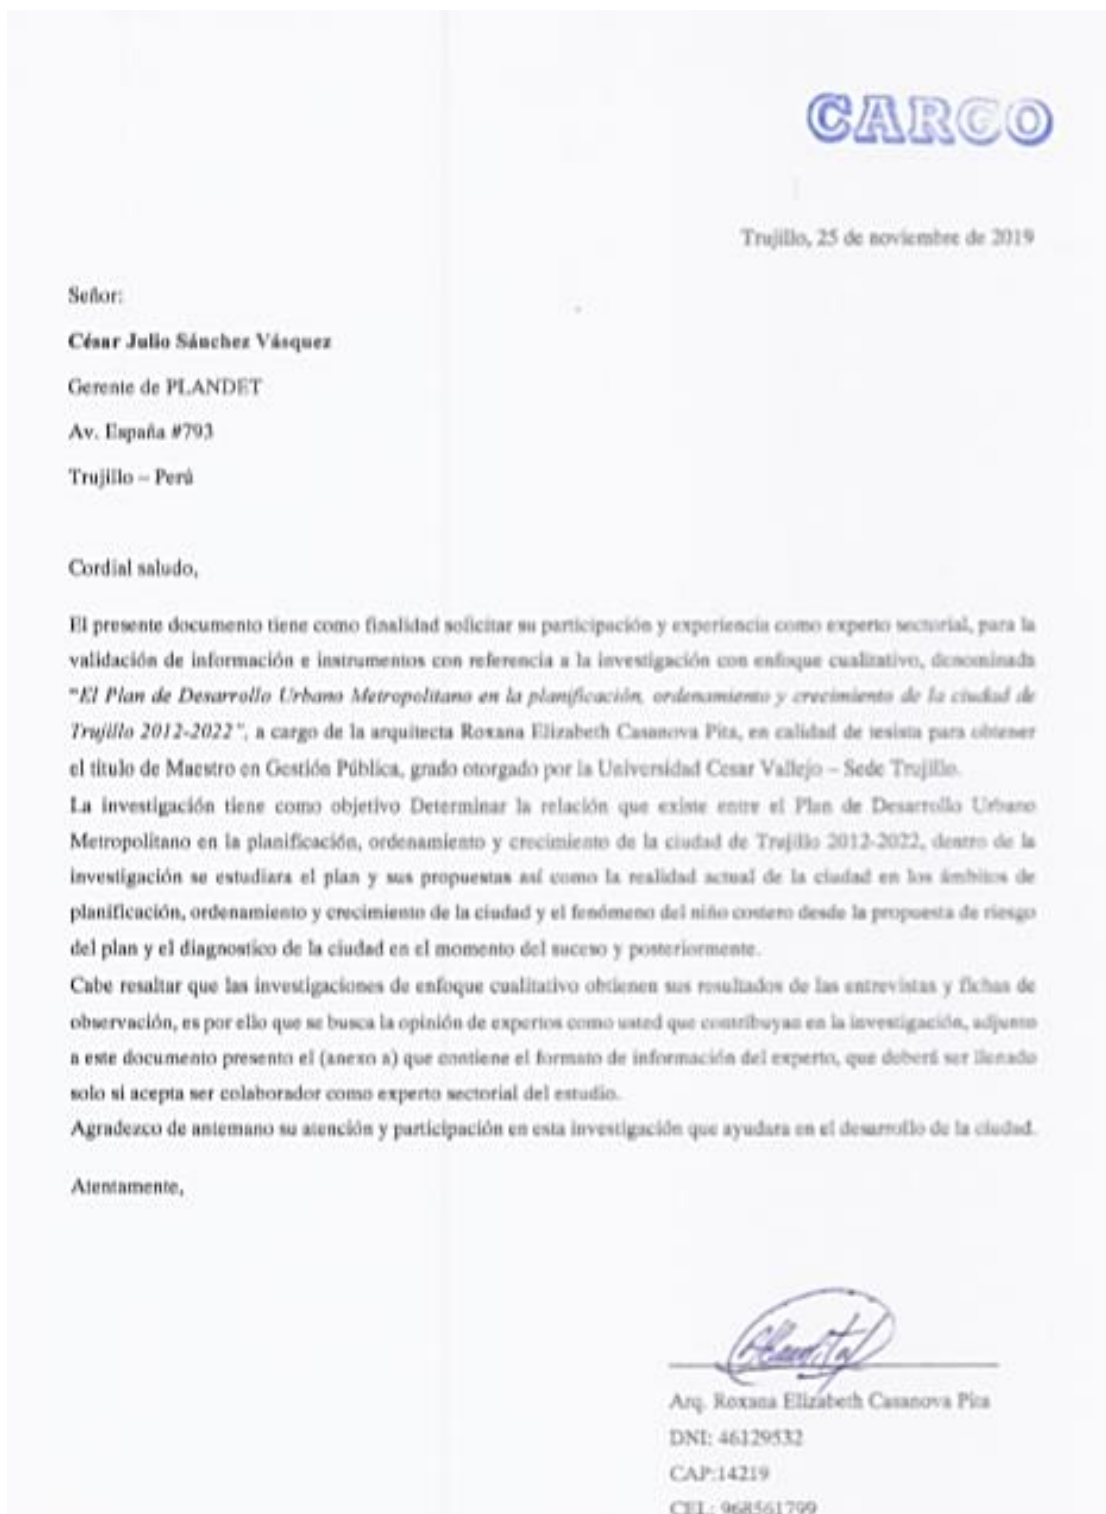 CARGO
Trujillo, 25 de noviembre de 2019
Señor:
César Julio Sánchez Vásquez
Gerente de PLANDET
Av. España #793
Trujillo – Perú
Cordial saludo,
El presente documento tiene como finalidad solicitar su participación y experiencia como experto sectorial, para la
validación de información e instrumentos con referencia a la investigación con enfoque cualitativo, denominada
"El Plan de Desarrollo Urbano Metropolitano en la planificación, ordenamiento y crecimiento de la ciudad de
Trujillo 2012-2022", a cargo de la arquitecta Roxana Elizabeth Casanova Pita, en calidad de tesista para obtener
el título de Maestro en Gestión Pública, grado otorgado por la Universidad Cesar Vallejo – Sede Trujillo.
La investigación tiene como objetivo Determinar la relación que existe entre el Plan de Desarrollo Urbano
Metropolitano en la planificación, ordenamiento y crecimiento de la ciudad de Trujillo 2012-2022, dentro de la
investigación se estudiara el plan y sus propuestas así como la realidad actual de la ciudad en los ámbitos de
planificación, ordenamiento y crecimiento de la ciudad y el fenómeno del niño costero desde la propuesta de riesgo
del plan y el diagnostico de la ciudad en el momento del suceso y posteriormente.
Cabe resaltar que las investigaciones de enfoque cualitativo obtienen sus resultados de las entrevistas y fichas de
observación, es por ello que se busca la opinión de expertos como usted que contribuyan en la investigación, adjunto
a este documento presento el (anexo a) que contiene el formato de información del experto, que deberá ser llenado
solo si acepta ser colaborador como experto sectorial del estudio.
Agradezco de antemano su atención y participación en esta investigación que ayudara en el desarrollo de la ciudad.
Atentamente,
Arq. Roxana Elizabeth Casanova Pita
DNI: 46129532
CAP:14219
CEL: 968561799